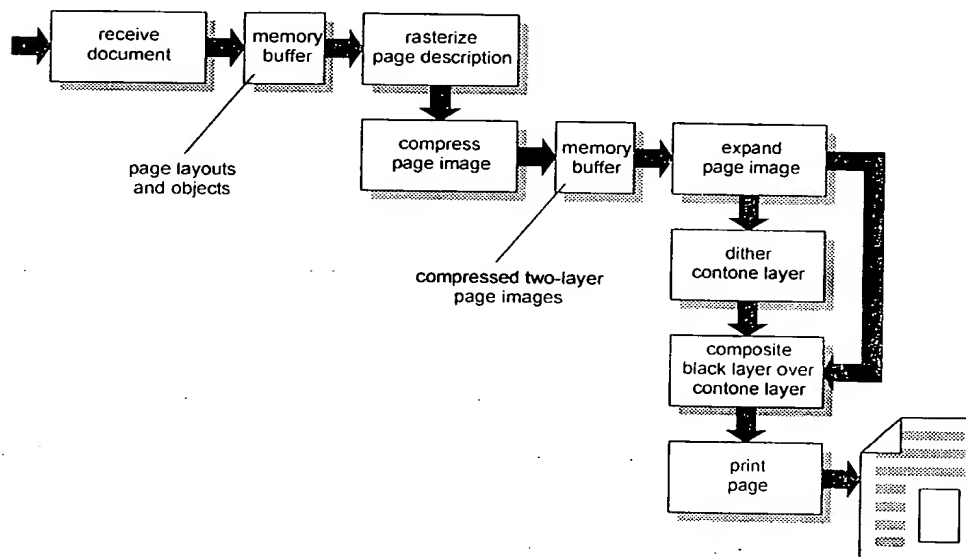 receive
document
memory
buffer
rasterize
page description
page layouts
and objects
compress
page image
memory
buffer
expand
page image
compressed two-layer
page images
dither
contone layer
composite
black layer over
contone layer
print
page